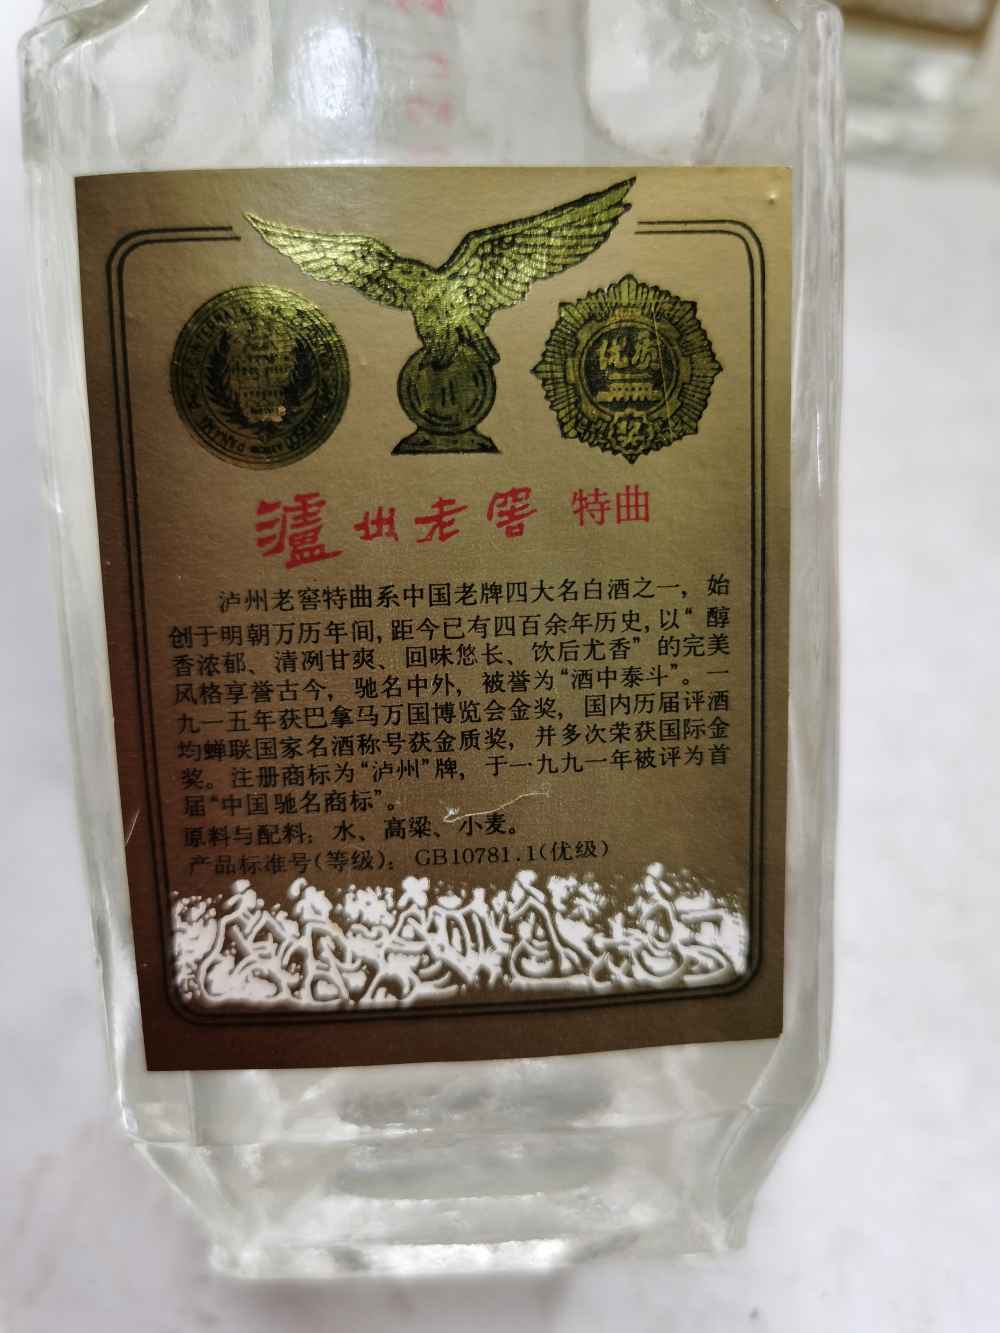 优质
奖
泸州老窖 特曲
泸州老窖特曲系中国老牌四大名白酒之一，始
创于明朝万历年间，距今已有四百余年历史，以“醇
香浓郁、清冽甘爽、回味悠长、饮后尤香”的完美
风格享誉古今，驰名中外，被誉为“酒中泰斗”。一
九一五年获巴拿马万国博览会金奖，国内历届评酒
均蝉联国家名酒称号获金质奖，并多次荣获国际金
奖。注册商标为“泸州”牌，于一九九一年被评为首
届“中国驰名商标”。
原料与配料：水、高粱、小麦。
产品标准号(等级)：GB10781.1(优级)